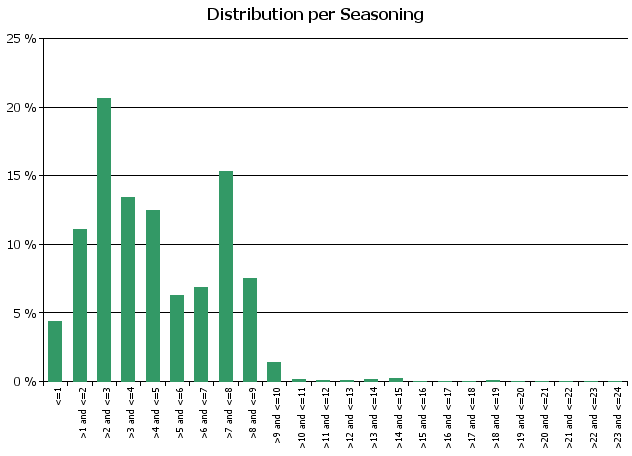 Distribution per Seasoning
25 %
20 %
15 %
10 %
5 %
0 %
<=1
>1 and <=2
>2 and <=3
>3 and <=4
>4 and <=5
>5 and <=6
>6 and <=7
>7 and <=8
>8 and <=9
>9 and <=10
>10 and <=11
>11 and <=12
>12 and <=13
>13 and <=14
>14 and <=15
>15 and <=16
>16 and <=17
>17 and <=18
>18 and <=19
>19 and <=20
>20 and <=21
>21 and <=22
>22 and <=23
>23 and <=24